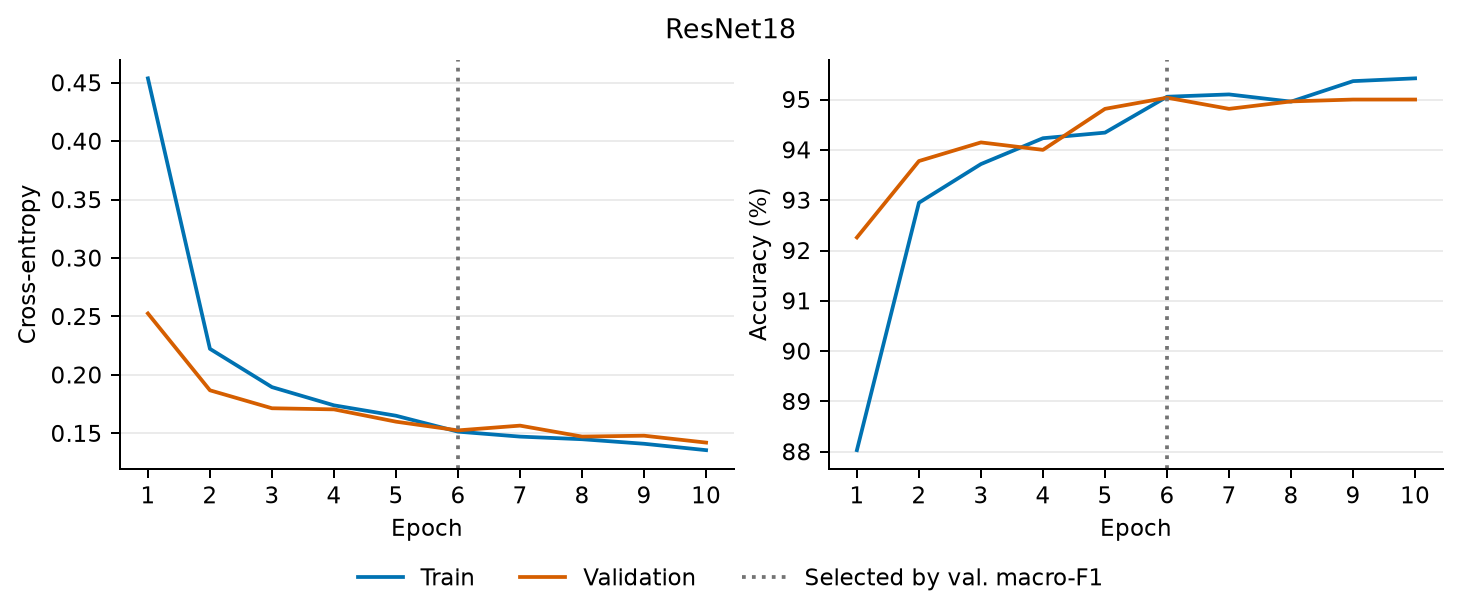 ResNet18
Cross-entropy
0.45
0.40
0.35
0.30
0.25
0.20
0.15
1 2 3 4 5 6 7 8 9 10
Epoch
Accuracy (%)
95
94
93
92
91
90
89
88
1 2 3 4 5 6 7 8 9 10
Epoch
Train Validation Selected by val. macro-F1